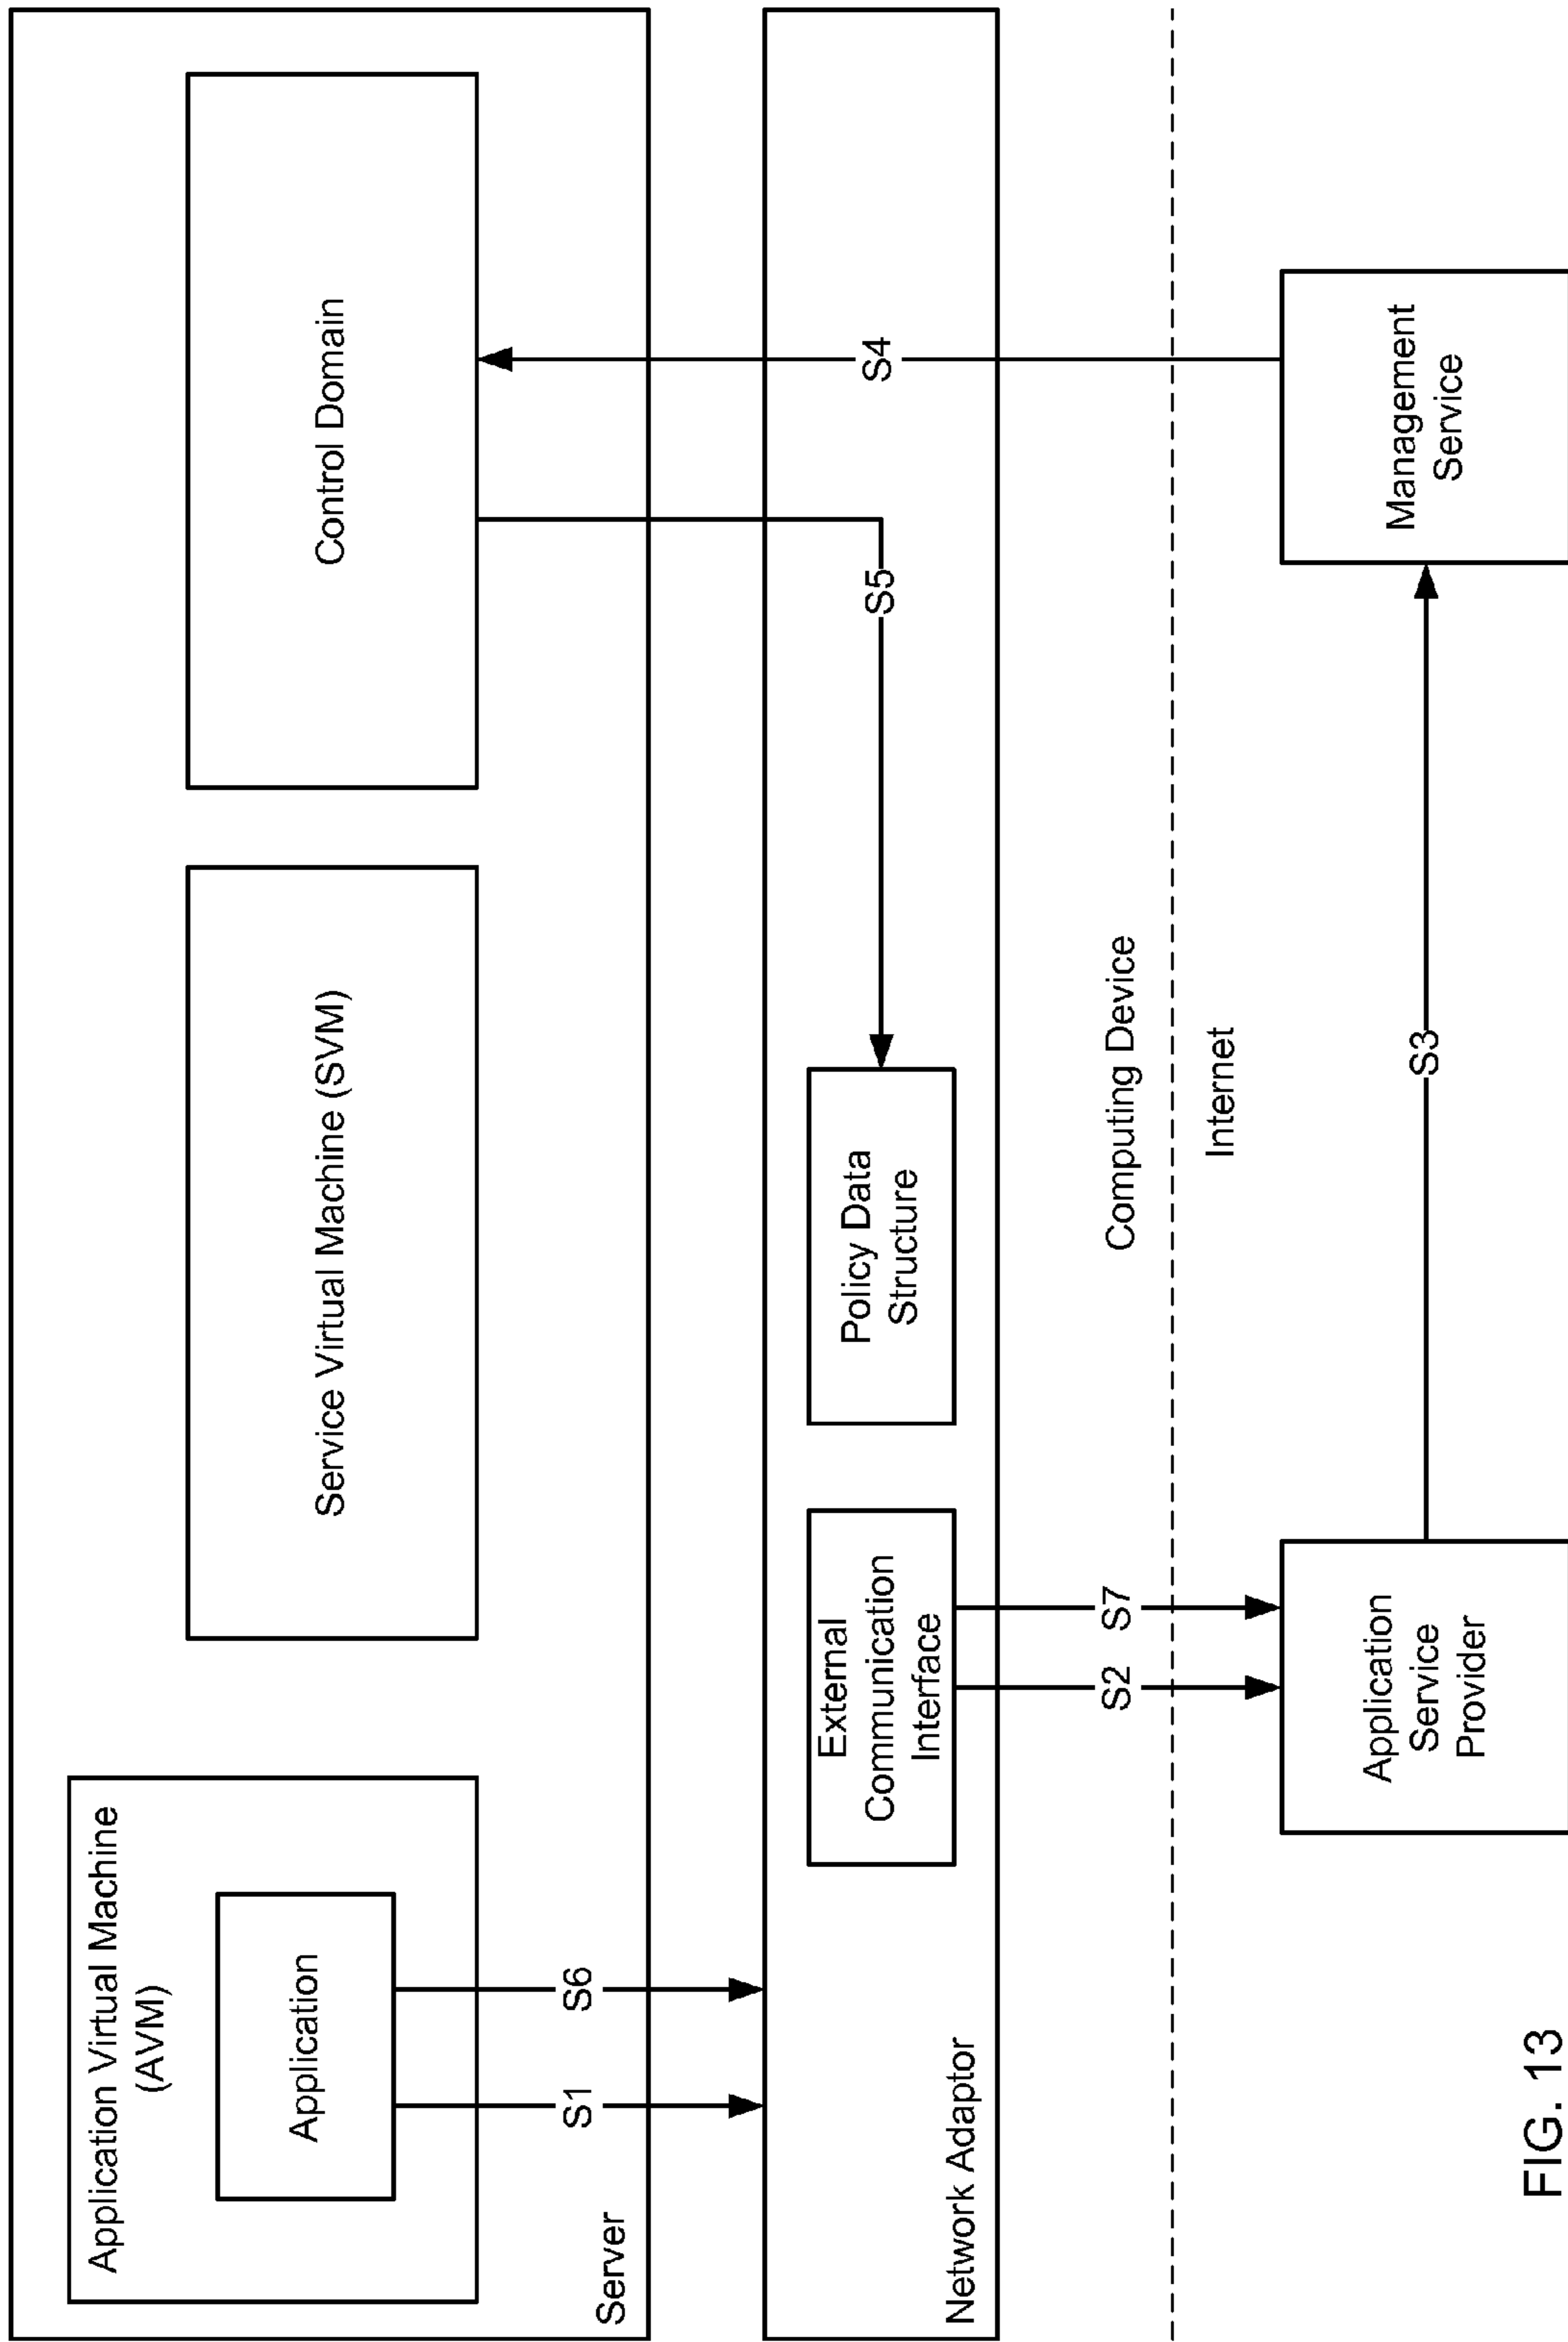 Application Virtual Machine
(AVM)
Application
Service Virtual Machine (SVM)
Control Domain
S1
S6
Server
S5
S4
External
Communication
Interface
Policy Data
Structure
Network Adaptor
S2
S7
Computing Device
Internet
Application
Service
Provider
S3
Management
Service
FIG. 13